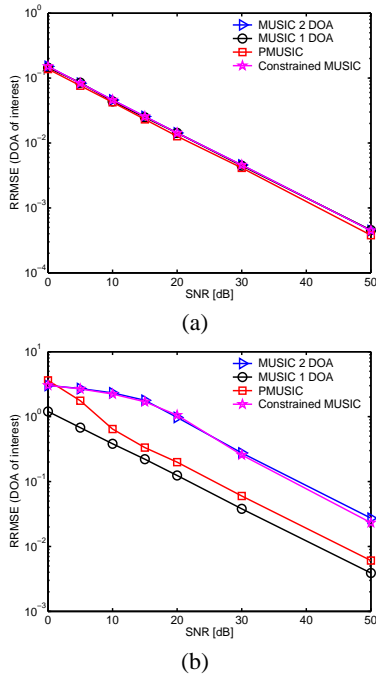 10^0
10^-1
10^-2
10^-3
10^-4
RRMSE (DOA of interest)
MUSIC 2 DOA
MUSIC 1 DOA
PMUSIC
Constrained MUSIC
0 10 20 30 40 50
SNR [dB]
(a)
10^1
10^0
10^-1
10^-2
10^-3
RRMSE (DOA of interest)
MUSIC 2 DOA
MUSIC 1 DOA
PMUSIC
Constrained MUSIC
0 10 20 30 40 50
SNR [dB]
(b)